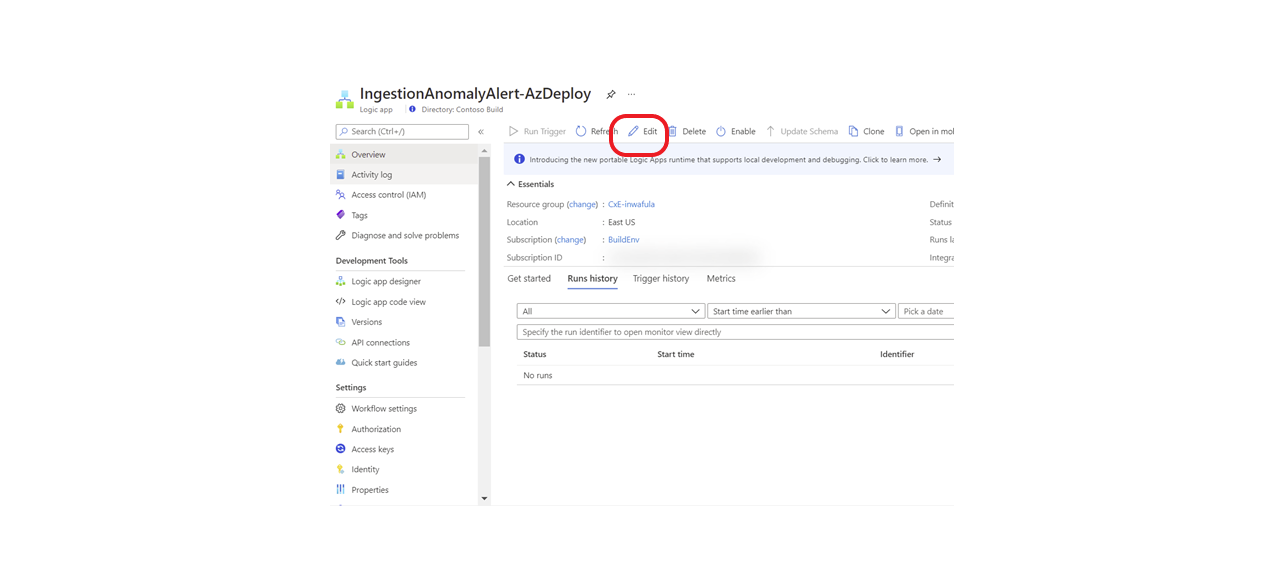 IngestionAnomalyAlert-AzDeploy ...
Logic app Directory: Contoso Build
Search (Ctrl+/) «
Overview
Activity log
Access control (IAM)
Tags
Diagnose and solve problems
Development Tools
Logic app designer
Logic app code view
Versions
API connections
Quick start guides
Settings
Workflow settings
Authorization
Access keys
Identity
Properties
Run Trigger Refresh Edit Delete Enable Update Schema Clone Open in mol
Introducing the new portable Logic Apps runtime that supports local development and debugging. Click to learn more. →
Essentials
Resource group (change) : CxE-inwafula Definit
Location : East US Status
Subscription (change) : BuildEnv Runs la
Subscription ID : Integra
Get started Runs history Trigger history Metrics
All Start time earlier than Pick a date
Specify the run identifier to open monitor view directly
Status Start time Identifier
No runs